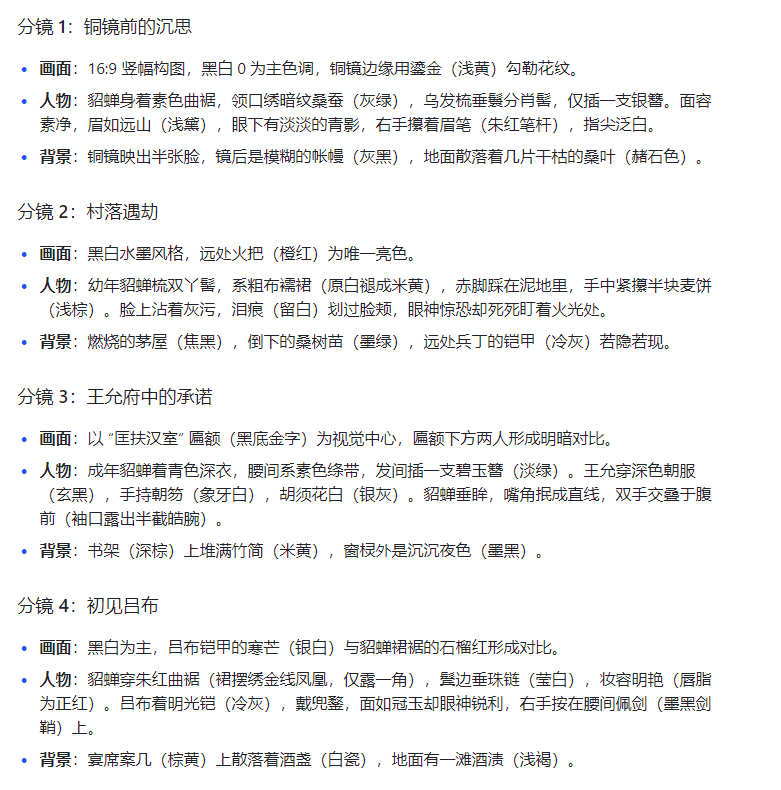 分镜 1：铜镜前的沉思
• 画面：16:9 竖幅构图，黑白 0 为主色调，铜镜边缘用鎏金（浅黄）勾勒花纹。
• 人物：貂蝉身着素色曲裾，领口绣暗纹桑蚕（灰绿），乌发梳垂鬟分肖髻，仅插一支银簪。面容
素净，眉如远山（浅黛），眼下有淡淡的青影，右手攥着眉笔（朱红笔杆），指尖泛白。
• 背景：铜镜映出半张脸，镜后是模糊的帐幔（灰黑），地面散落着几片干枯的桑叶（赭石色）。
分镜 2：村落遇劫
• 画面：黑白水墨风格，远处火把（橙红）为唯一亮色。
• 人物：幼年貂蝉梳双丫髻，系粗布襦裙（原白褪成米黄），赤脚踩在泥地里，手中紧攥半块麦饼
（浅棕）。脸上沾着灰污，泪痕（留白）划过脸颊，眼神惊恐却死死盯着火光处。
• 背景：燃烧的茅屋（焦黑），倒下的桑树苗（墨绿），远处兵丁的铠甲（冷灰）若隐若现。
分镜 3：王允府中的承诺
• 画面：以 “匡扶汉室” 匾额（黑底金字）为视觉中心，匾额下方两人形成明暗对比。
• 人物：成年貂蝉着青色深衣，腰间系素色绦带，发间插一支碧玉簪（淡绿）。王允穿深色朝服
（玄黑），手持朝笏（象牙白），胡须花白（银灰）。貂蝉垂眸，嘴角抿成直线，双手交叠于腹
前（袖口露出半截皓腕）。
• 背景：书架（深棕）上堆满竹简（米黄），窗棂外是沉沉夜色（墨黑）。
分镜 4：初见吕布
• 画面：黑白为主，吕布铠甲的寒芒（银白）与貂蝉裙裾的石榴红形成对比。
• 人物：貂蝉穿朱红曲裾（裙摆绣金线凤凰，仅露一角），鬓边垂珠链（莹白），妆容明艳（唇脂
为正红）。吕布着明光铠（冷灰），戴兜鍪，面如冠玉却眼神锐利，右手按在腰间佩剑（墨黑剑
鞘）上。
• 背景：宴席案几（棕黄）上散落着酒盏（白瓷），地面有一滩酒渍（浅褐）。